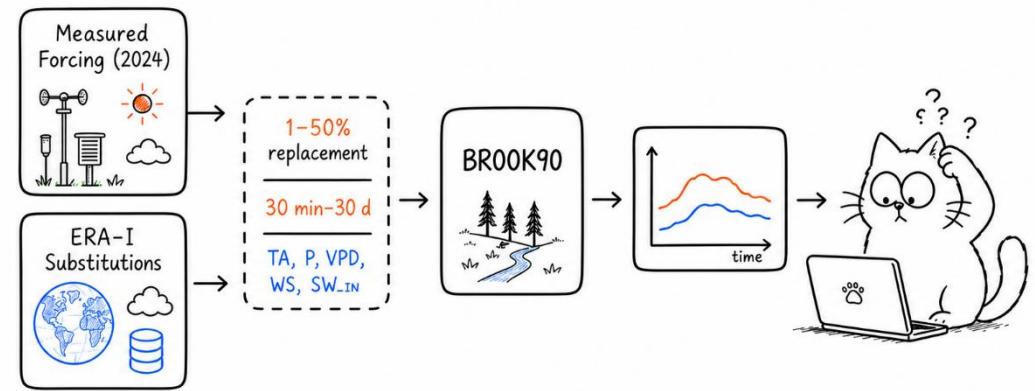 Measured
Forcing (2024)
ERA-I
Substitutions
1–50%
replacement
30 min–30 d
TA, P, VPD,
WS, SW_IN
BROOK90
time
? ? ? ?